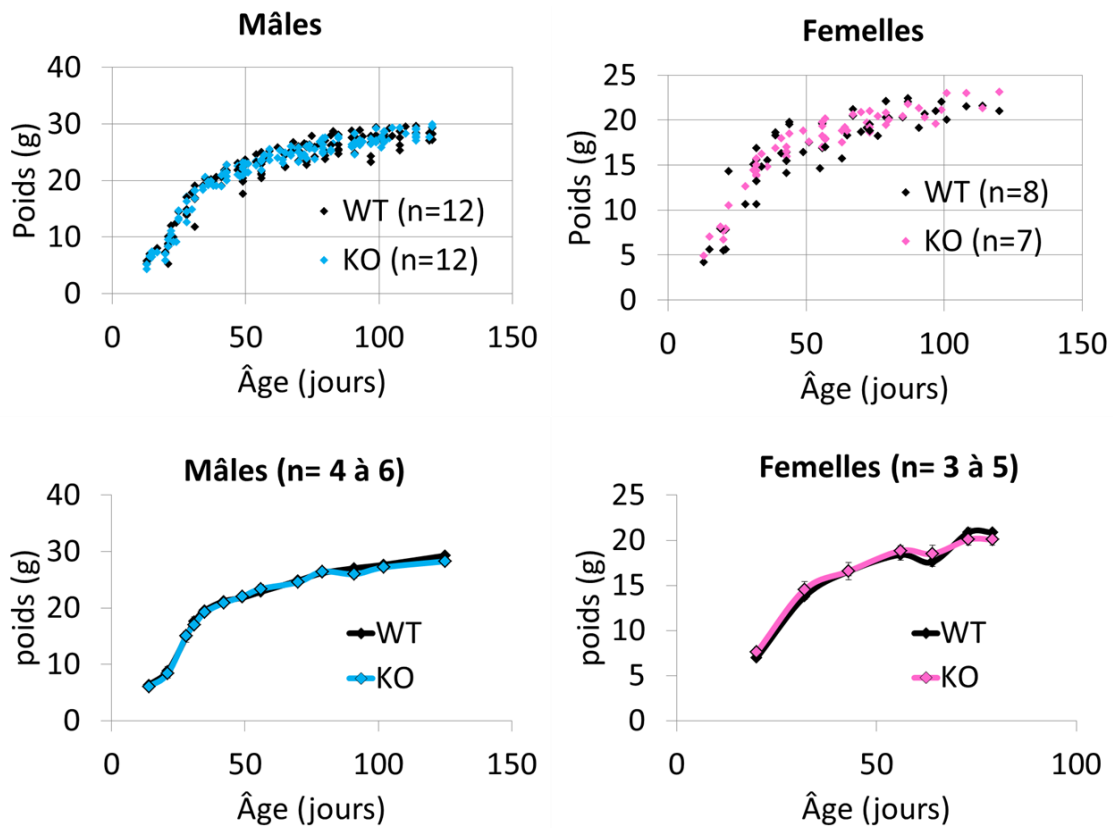 Mâles
Poids (g)
40
30
20
10
0
WT (n=12)
KO (n=12)
0 50 100 150
Âge (jours)
Femelles
Poids (g)
25
20
15
10
5
0
WT (n=8)
KO (n=7)
0 50 100 150
Âge (jours)
Mâles (n= 4 à 6)
poids (g)
40
30
20
10
0
WT
KO
0 50 100 150
Âge (jours)
Femelles (n= 3 à 5)
poids (g)
25
20
15
10
5
0
WT
KO
0 50 100
Âge (jours)